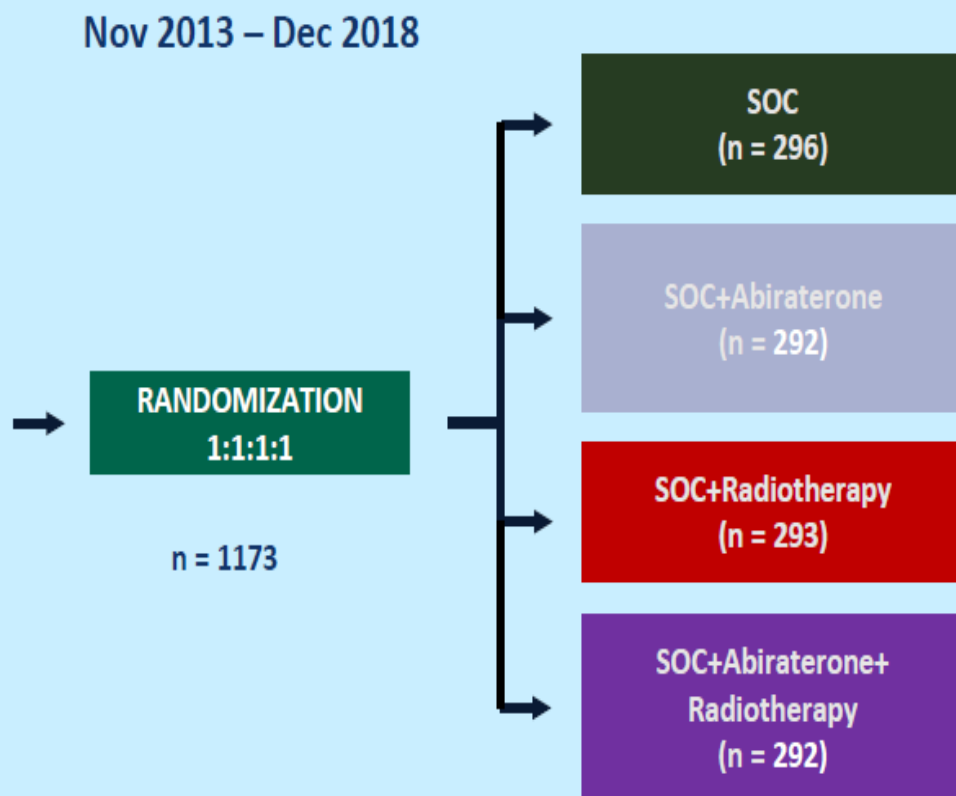 Nov 2013 – Dec 2018
RANDOMIZATION
1:1:1:1
n = 1173
SOC
(n = 296)
SOC+Abiraterone
(n = 292)
SOC+Radiotherapy
(n = 293)
SOC+Abiraterone+
Radiotherapy
(n = 292)